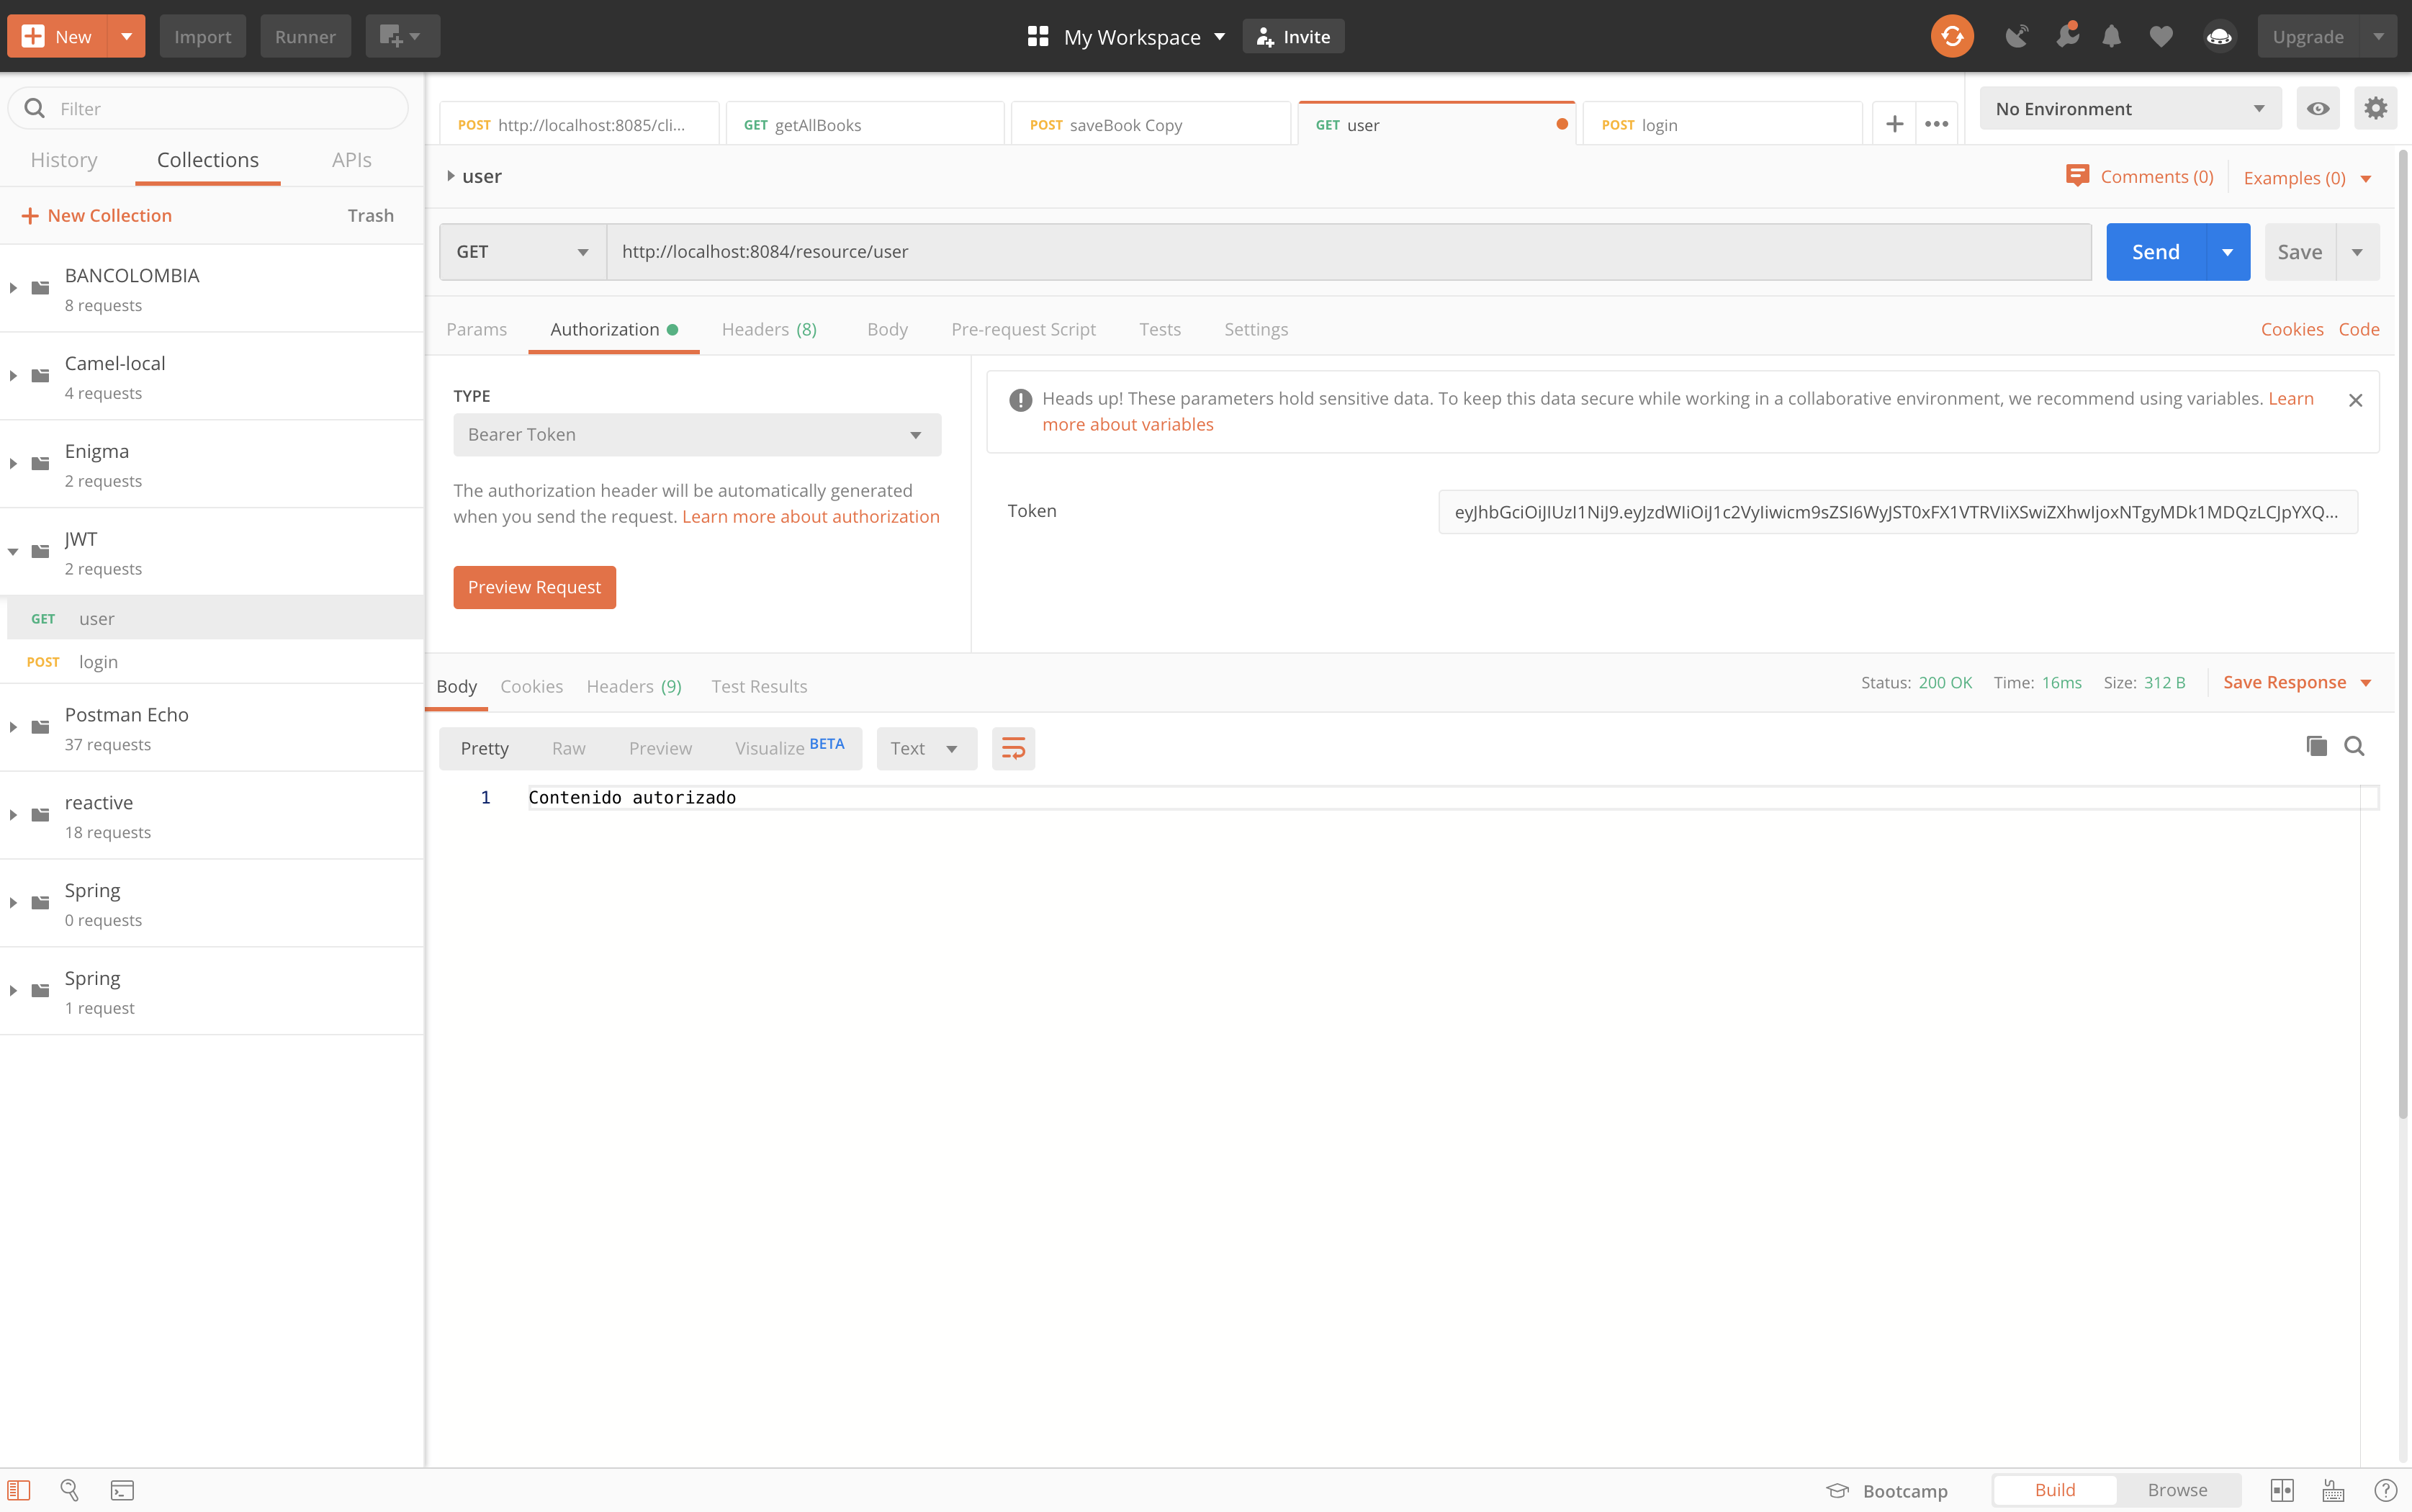 New
Import
Runner
My Workspace
Invite
Upgrade
Filter
History
Collections
APIs
New Collection
Trash
BANCOLOMBIA
8 requests
Camel-local
4 requests
Enigma
2 requests
JWT
2 requests
GET user
POST login
Postman Echo
37 requests
reactive
18 requests
Spring
0 requests
Spring
1 request
POST http://localhost:8085/cli...
GET getAllBooks
POST saveBook Copy
GET user
POST login
No Environment
user
Comments (0)
Examples (0)
GET
http://localhost:8084/resource/user
Send
Save
Params
Authorization
Headers (8)
Body
Pre-request Script
Tests
Settings
Cookies
Code
TYPE
Bearer Token
The authorization header will be automatically generated
when you send the request. Learn more about authorization
Preview Request
Heads up! These parameters hold sensitive data. To keep this data secure while working in a collaborative environment, we recommend using variables. Learn
more about variables
Token
Body
Cookies
Headers (9)
Test Results
Status: 200 OK
Time: 16ms
Size: 312 B
Save Response
Pretty
Raw
Preview
Visualize BETA
Text
1 Contenido autorizado
Bootcamp
Build
Browse